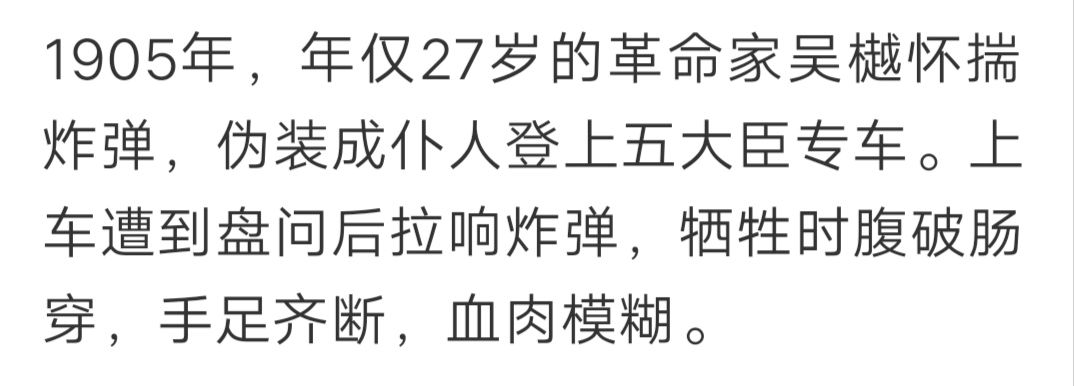 1905年，年仅27岁的革命家吴樾怀揣
炸弹，伪装成仆人登上五大臣专车。上
车遭到盘问后拉响炸弹，牺牲时腹破肠
穿，手足齐断，血肉模糊。